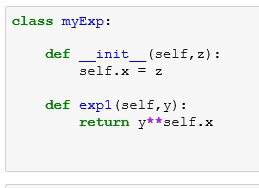 class myExp:
    def __init__(self,z):
        self.x = z
    def exp1(self,y):
        return y**self.x